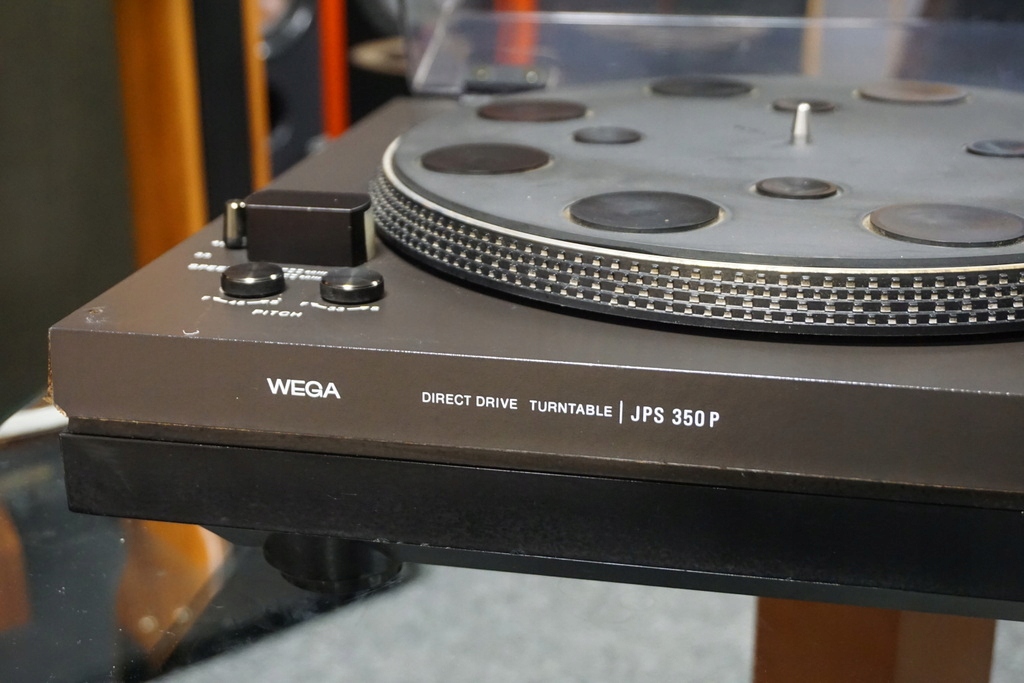 PITCH
WEGA DIRECT DRIVE TURNTABLE | JPS 350 P